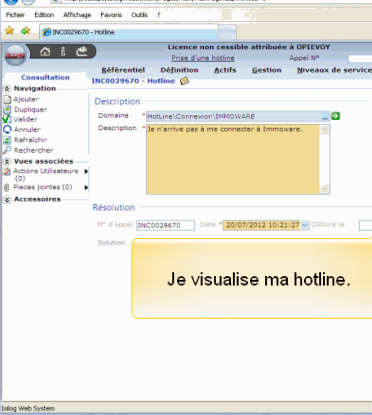 Fichier Edition Affichage Favoris Outils ?
INC0029670 - Hotline
Licence non cessible attribuée à OPIEVOY
Prise d'une hotline Appel N°
Référentiel Définition Actifs Gestion Niveaux de service
Consultation
INC0029670 - Hotline
Navigation
Ajouter
Dupliquer
Valider
Annuler
Rafraîchir
Rechercher
Vues associées
Actions Utilisateurs (0)
Pieces jointes (0)
Accessoires
Description
Domaine * HotLine\Connexion\IMMOWARE
Description * Je n'arrive pas à me connecter à Immoware.
Résolution
N° d'appel INC0029670 Date * 20/07/2012 10:21:27 Clôturé le
Solution
Je visualise ma hotline.
Isilog Web System